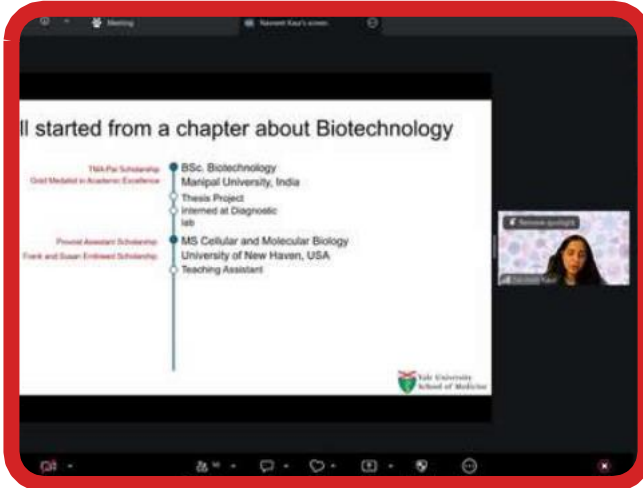 Meeting
Navneet Kaur's screen
ll started from a chapter about Biotechnology
TMA Pai Scholarship
Gold Medalist in Academic Excellence
BSc. Biotechnology
Manipal University, India
Thesis Project
Interned at Diagnostic
lab
Provost Assistant Scholarship
Frank and Susan Scholarship
MS Cellular and Molecular Biology
University of New Haven, USA
Teaching Assistant
Remove spotlight
Navneet Kaur
Yale University
School of Medicine